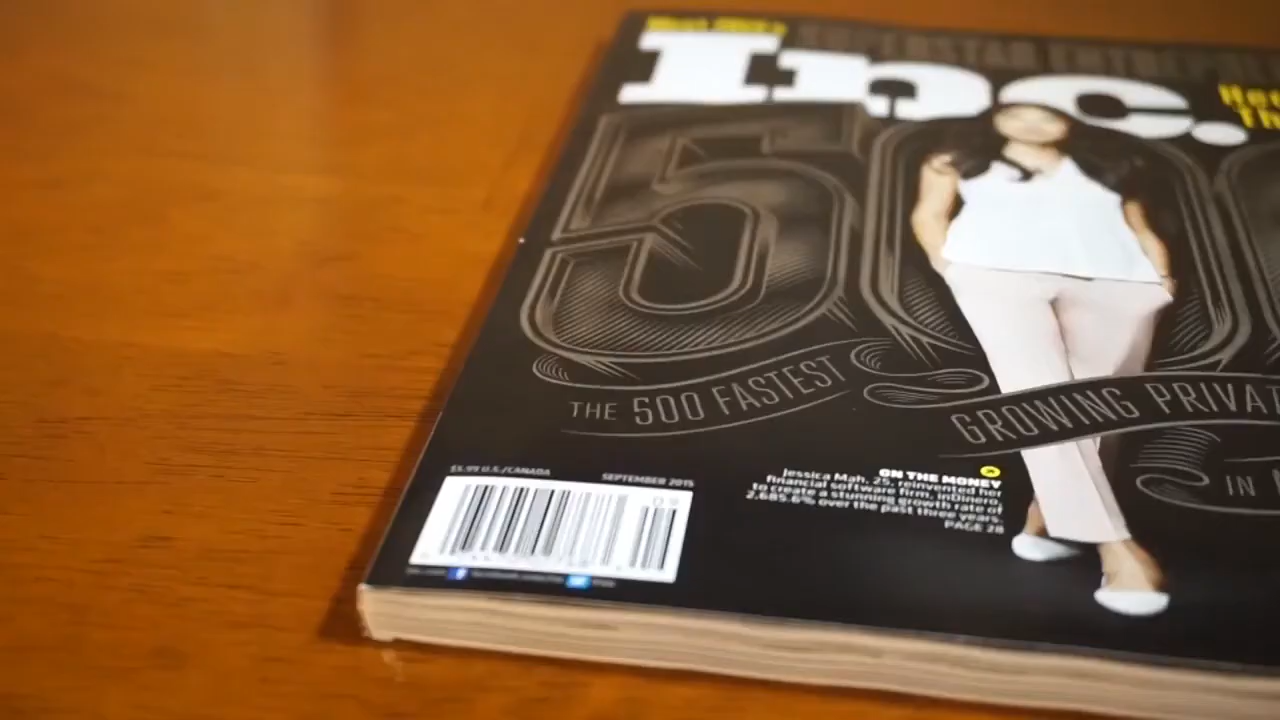 Inc.
500
THE 500 FASTEST
GROWING PRIVAT
IN
$5.99 U.S./CANADA
SEPTEMBER 2015
ON THE MONEY
Jessica Mah, 25, reinvented her
financial software firm, inDinero,
to create a stunning growth rate of
2,685.6% over the past three years.
PAGE 28